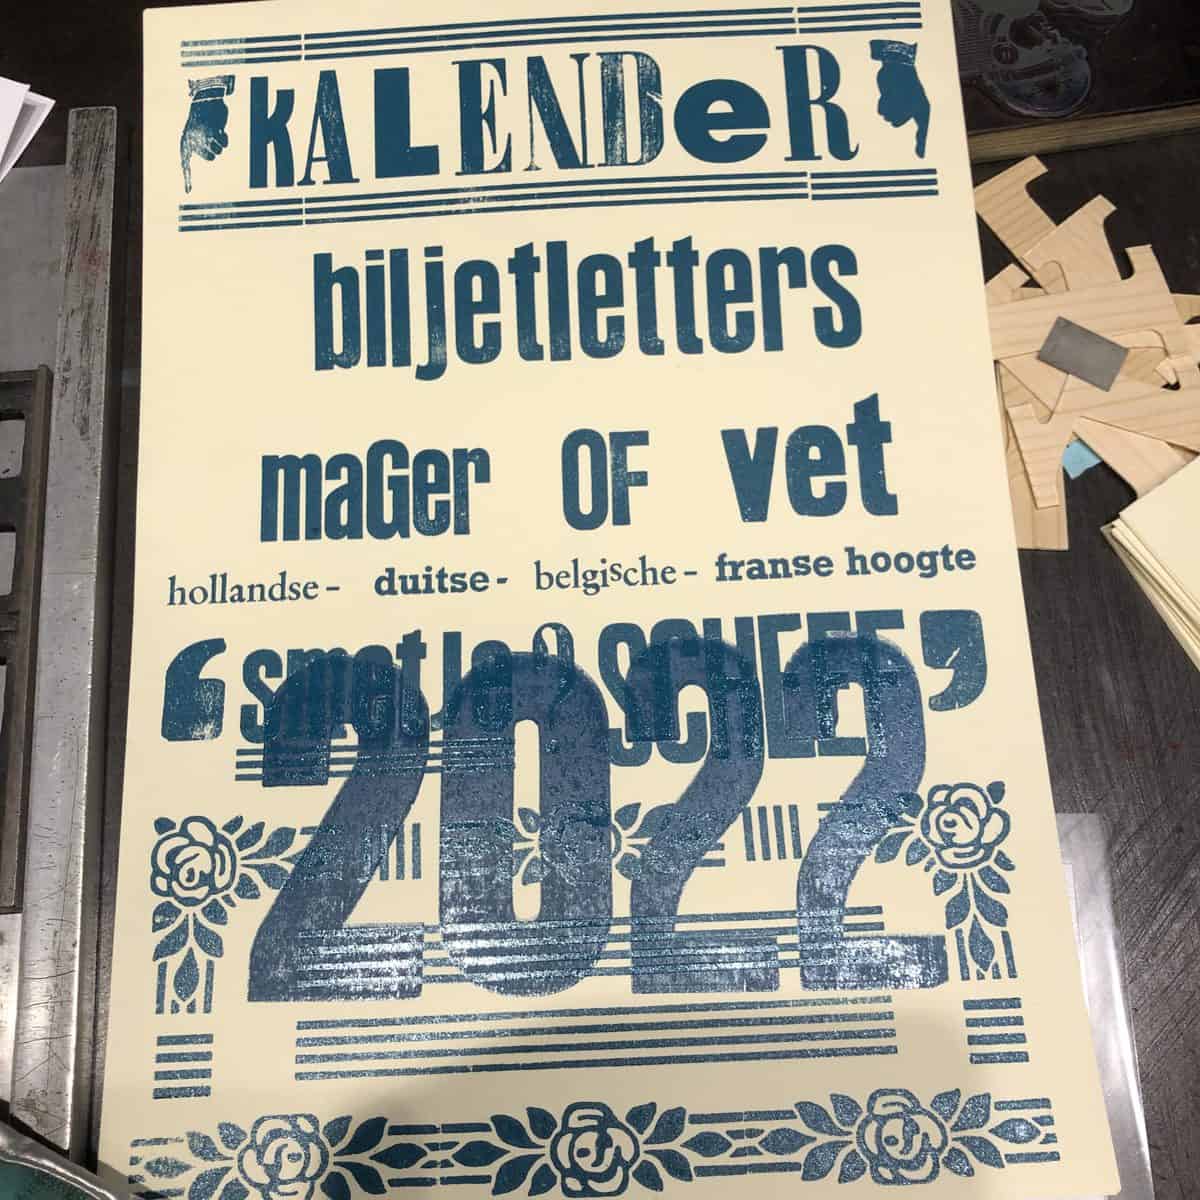 KALENDeR
biljetletters
maGer OF vet
hollandse - duitse - belgische - franse hoogte
SCHEEF’
2022